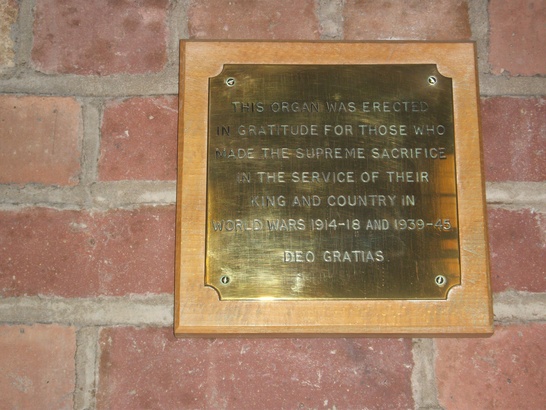 THIS ORGAN WAS ERECTED
IN GRATITUDE FOR THOSE WHO
MADE THE SUPREME SACRIFICE
IN THE SERVICE OF THEIR
KING AND COUNTRY IN
WORLD WARS 1914-18 AND 1939-45
DEO GRATIAS